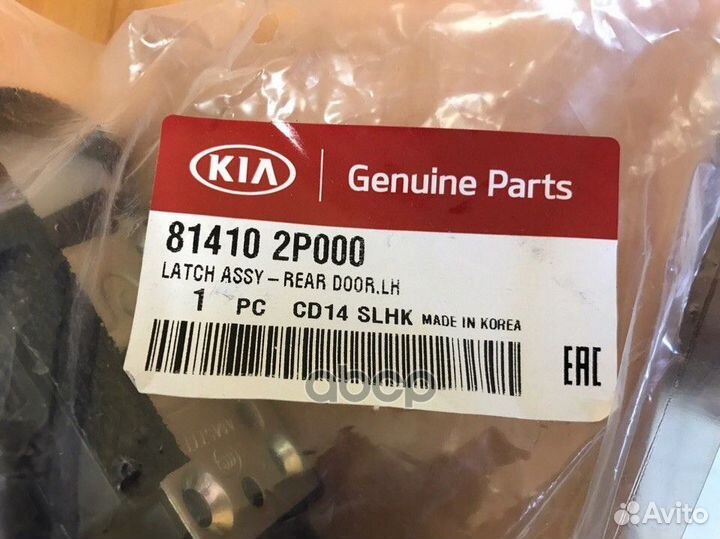 KIA Genuine Parts
81410 2P000
LATCH ASSY-REAR DOOR.LH
1 PC CD14 SLHK MADE IN KOREA
EAC
abcp
Avito